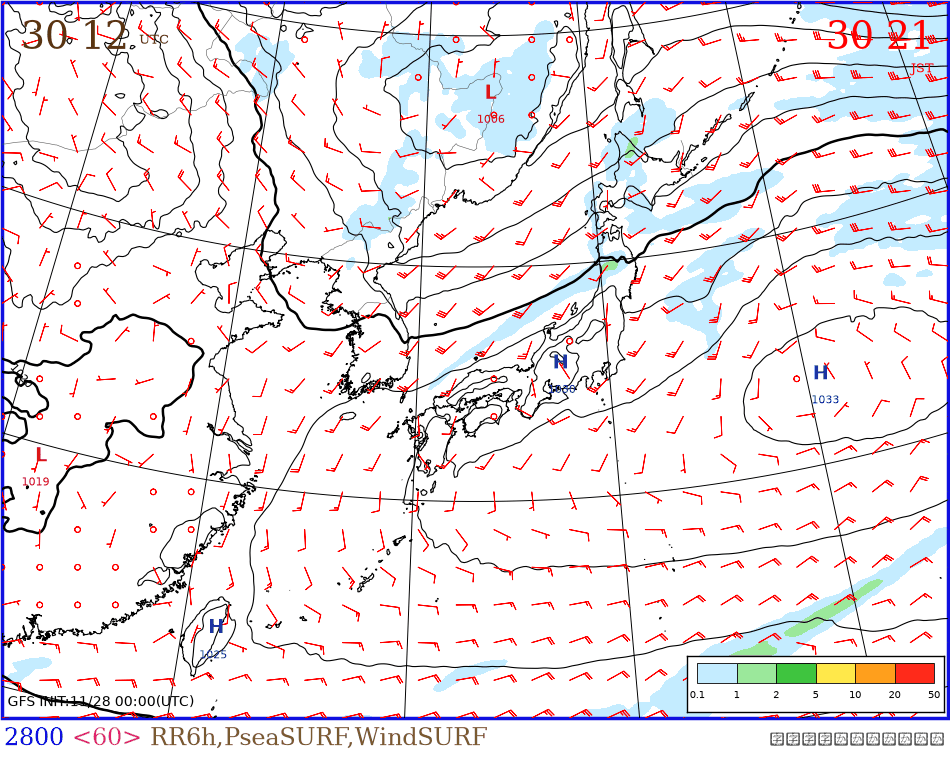 30 12 UTC
30 21
JST
L
1006
H
1030
H
1033
L
1019
H
1025
0.1 1 2 5 10 20 50
GFS INIT:11/28 00:00(UTC)
2800 <60> RR6h,PseaSURF,WindSURF